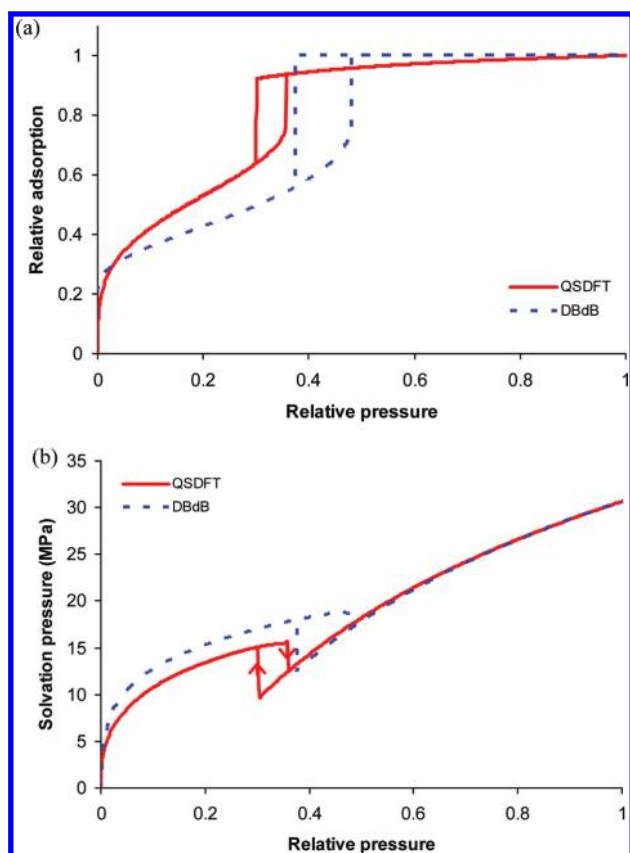 (a)
1
0.8
0.6
0.4
0.2
0
Relative adsorption
QSDFT
DBdB
0 0.2 0.4 0.6 0.8 1
Relative pressure
(b)
35
30
25
20
15
10
5
0
Solvation pressure (MPa)
QSDFT
DBdB
0 0.2 0.4 0.6 0.8 1
Relative pressure